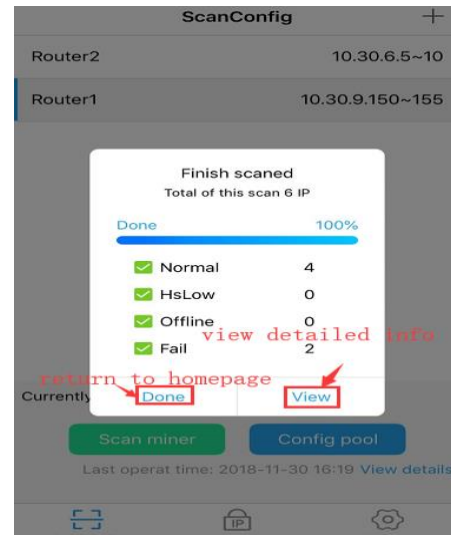 ScanConfig
Router2 10.30.6.5~10
Router1 10.30.9.150~155
Finish scaned
Total of this scan 6 IP
Done 100%
Normal 4
HsLow 0
Offline 0
view detailed info
Fail 2
return to homepage
Currently
Done View
Scan miner Config pool
Last operat time: 2018-11-30 16:19 View details
IP